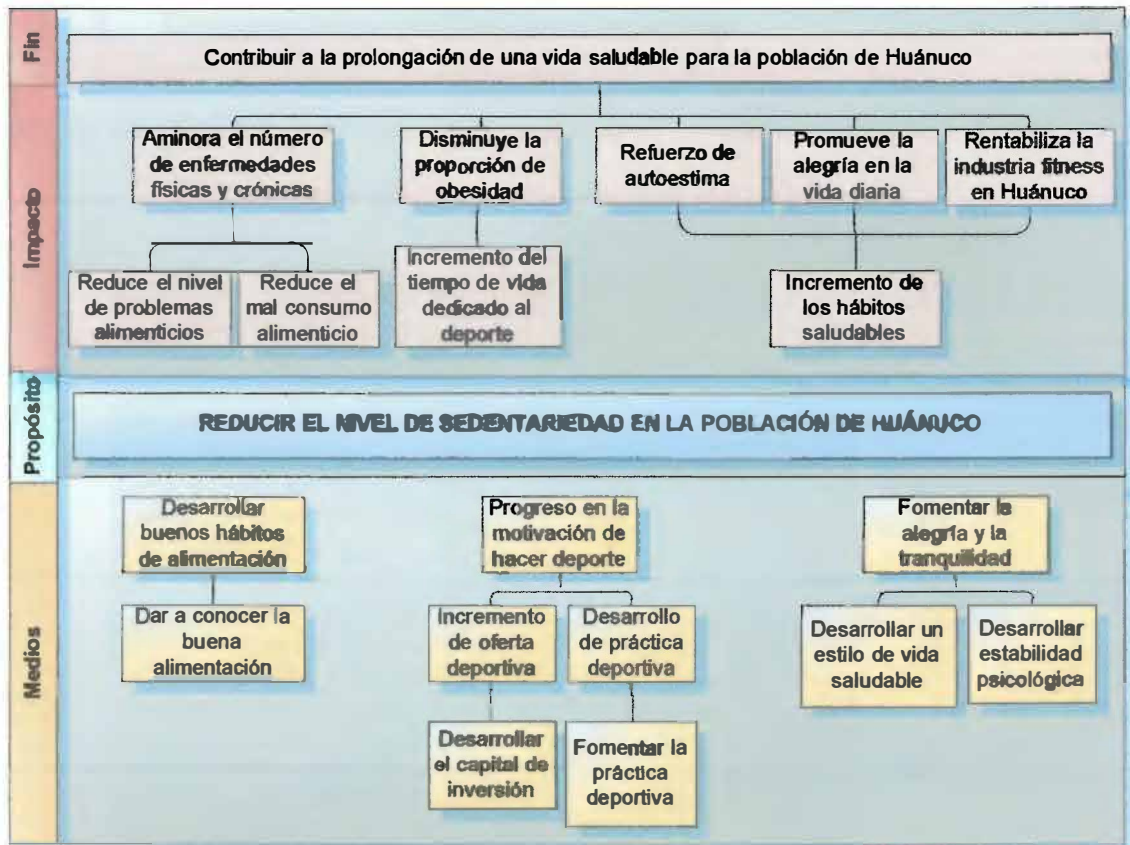 Fin
Contribuir a la prolongación de una vida saludable para la población de Huánuco
Impacto
Aminora el número
de enfermedades
físicas y crónicas
Disminuye la
proporción de
obesidad
Refuerzo de
autoestima
Promueve la
alegría en la
vida diaria
Rentabiliza la
industria fitness
en Huánuco
Reduce el nivel
de problemas
alimenticios
Reduce el
mal consumo
alimenticio
Incremento del
tiempo de vida
dedicado al
deporte
Incremento de
los hábitos
saludables
Propósito
REDUCIR EL NIVEL DE SEDENTARIEDAD EN LA POBLACIÓN DE HUÁNUCO
Medios
Desarrollar
buenos hábitos
de alimentación
Progreso en la
motivación de
hacer deporte
Fomentar la
alegría y la
tranquilidad
Dar a conocer la
buena
alimentación
Incremento
de oferta
deportiva
Desarrollo
de práctica
deportiva
Desarrollar un
estilo de vida
saludable
Desarrollar
estabilidad
psicológica
Desarrollar
el capital de
inversión
Fomentar la
práctica
deportiva